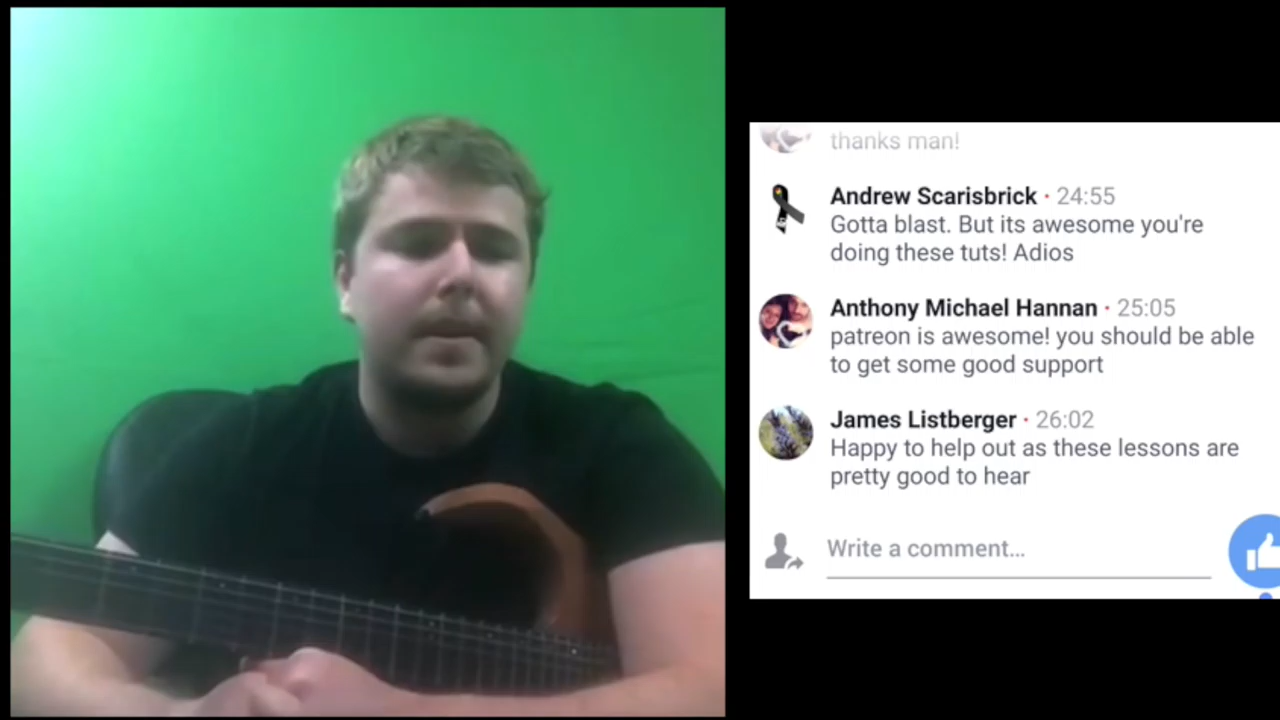 thanks man!
Andrew Scarisbrick · 24:55
Gotta blast. But its awesome you're
doing these tuts! Adios
Anthony Michael Hannan · 25:05
patreon is awesome! you should be able
to get some good support
James Listberger · 26:02
Happy to help out as these lessons are
pretty good to hear
Write a comment...